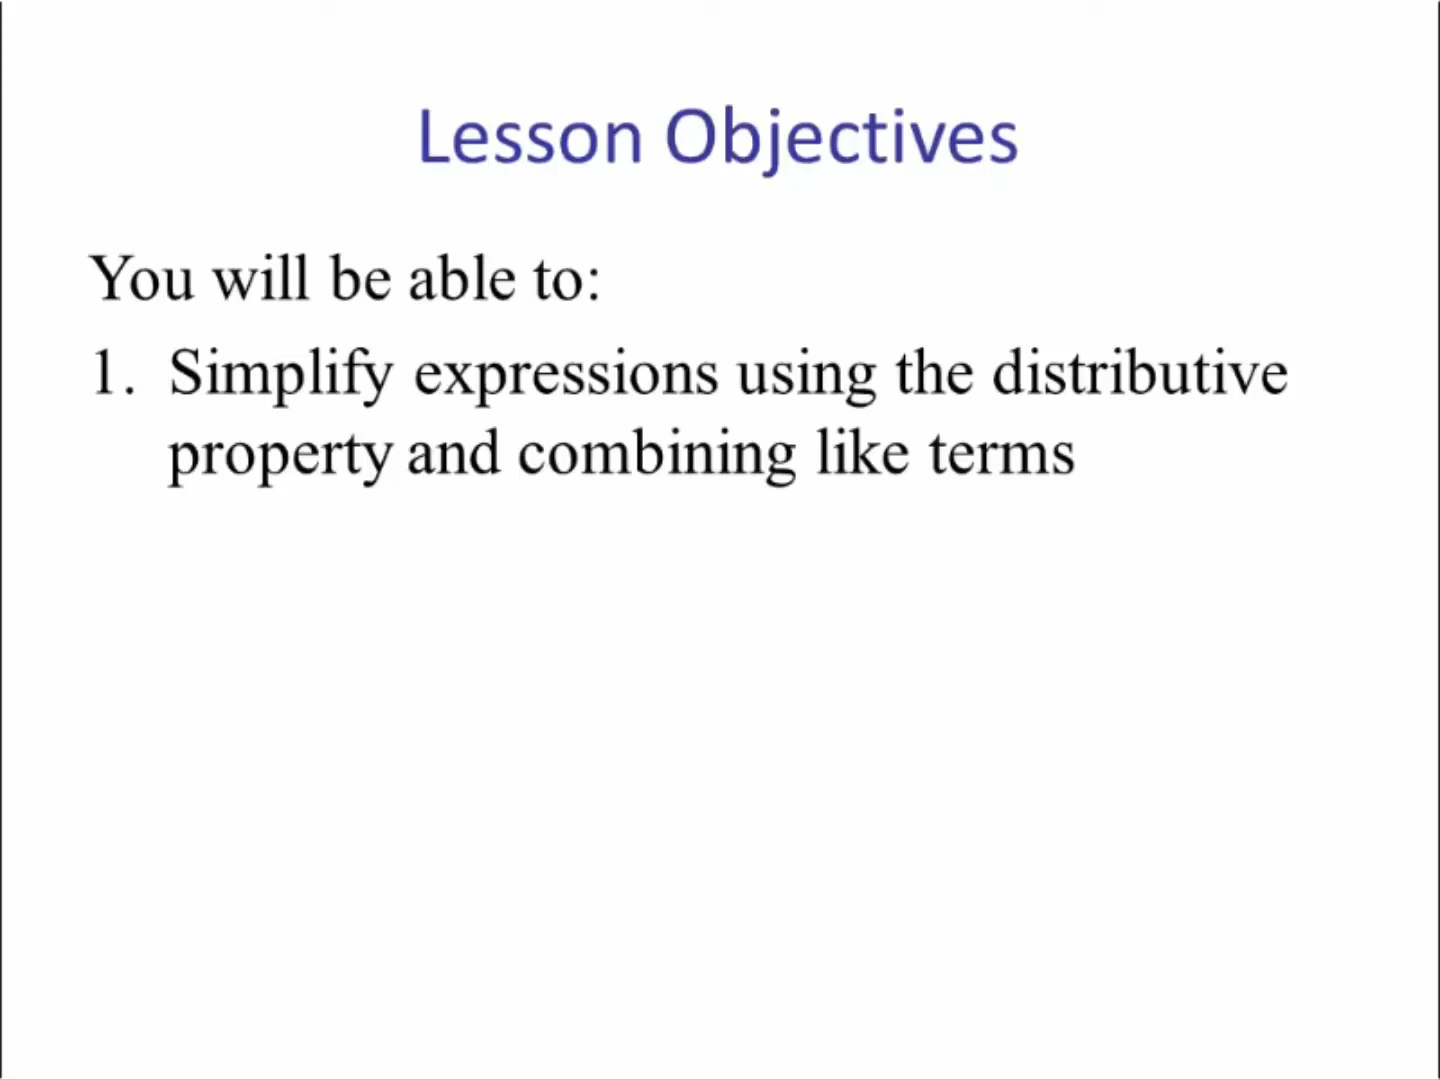 Lesson Objectives
You will be able to:
1. Simplify expressions using the distributive
property and combining like terms